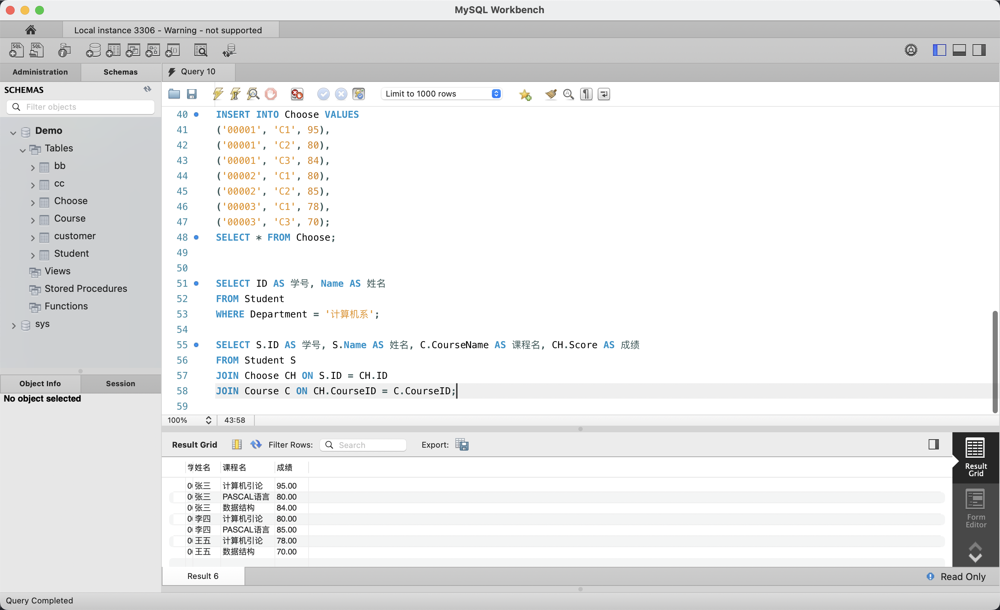 MySQL Workbench
Local instance 3306 - Warning - not supported
SQL SQL
Administration Schemas Query 10
SCHEMAS
Filter objects
Limit to 1000 rows
Demo
Tables
bb
cc
Choose
Course
customer
Student
Views
Stored Procedures
Functions
sys
Object Info Session
No object selected
40 INSERT INTO Choose VALUES
41 ('00001', 'C1', 95),
42 ('00001', 'C2', 80),
43 ('00001', 'C3', 84),
44 ('00002', 'C1', 80),
45 ('00002', 'C2', 85),
46 ('00003', 'C1', 78),
47 ('00003', 'C3', 70);
48 SELECT * FROM Choose;
49
50
51 SELECT ID AS 学号, Name AS 姓名
52 FROM Student
53 WHERE Department = '计算机系';
54
55 SELECT S.ID AS 学号, S.Name AS 姓名, C.CourseName AS 课程名, CH.Score AS 成绩
56 FROM Student S
57 JOIN Choose CH ON S.ID = CH.ID
58 JOIN Course C ON CH.CourseID = C.CourseID;
59
100% 43:58
Result Grid Filter Rows: Search Export:
学 姓名 课程名 成绩
0 张三 计算机引论 95.00
0 张三 PASCAL语言 80.00
0 张三 数据结构 84.00
0 李四 计算机引论 80.00
0 李四 PASCAL语言 85.00
0 王五 计算机引论 78.00
0 王五 数据结构 70.00
Result
Grid
Form
Editor
Result 6
Read Only
Query Completed